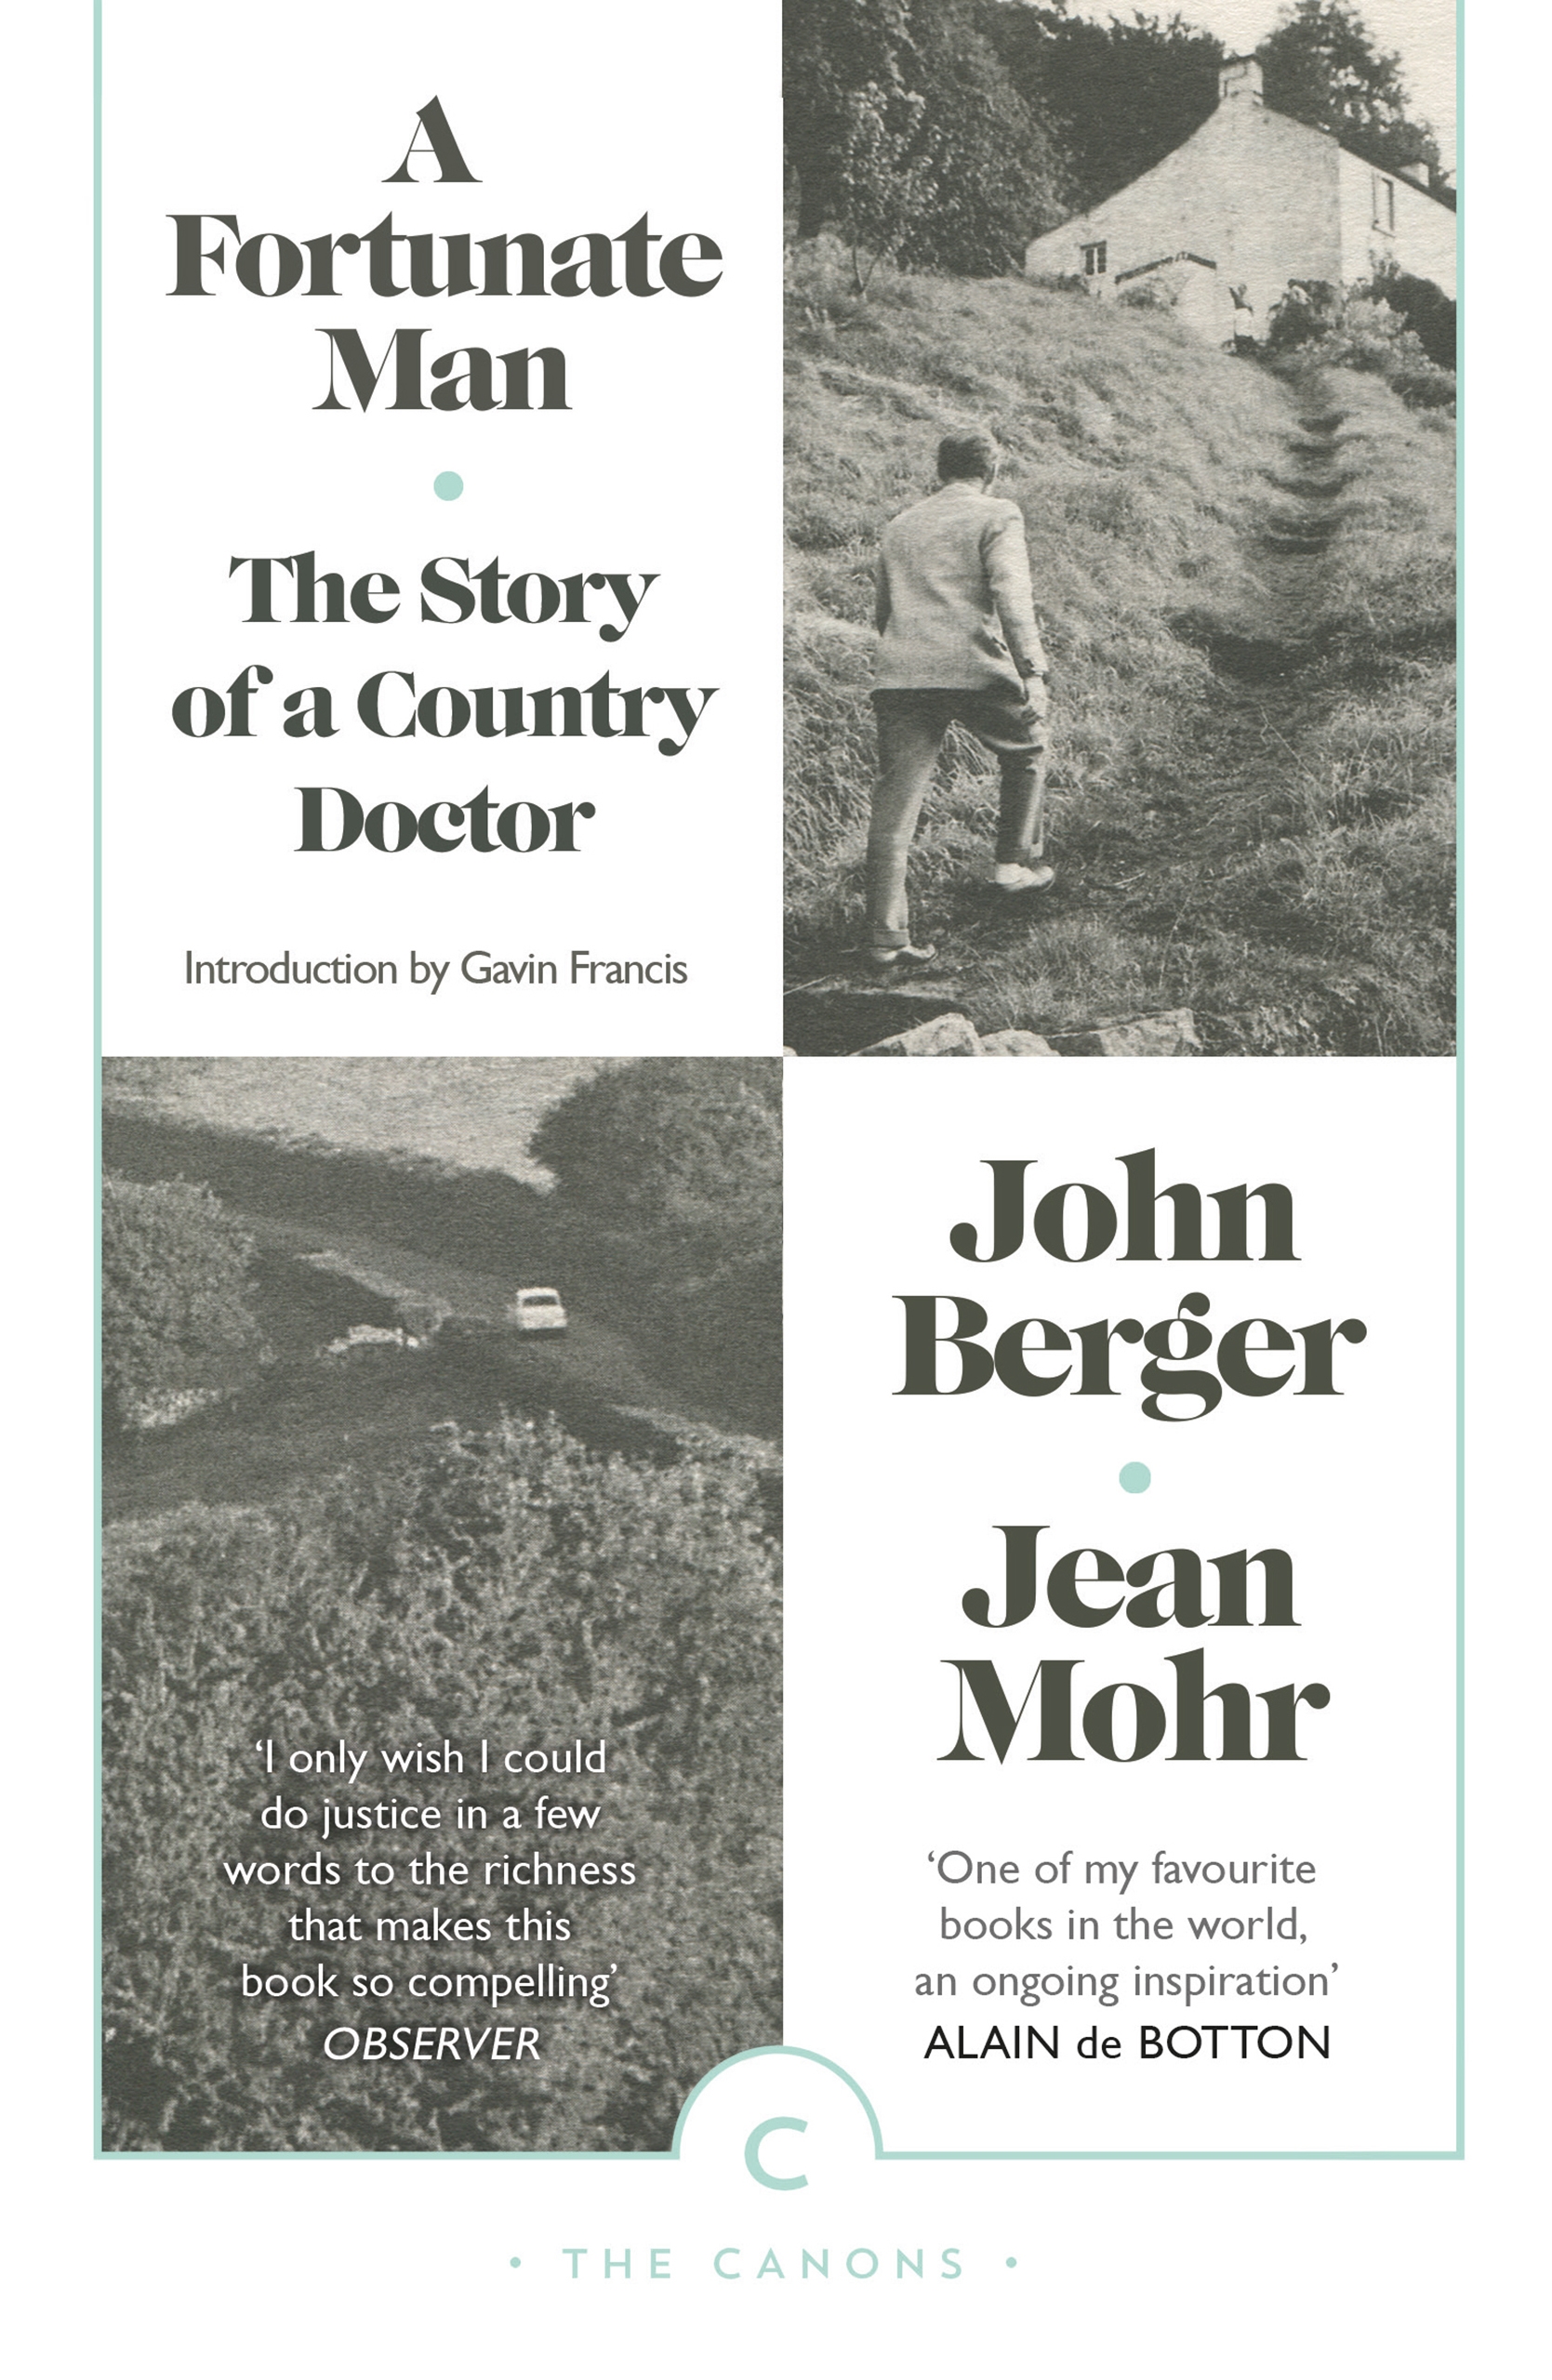 A
Fortunate
Man
The Story
of a Country
Doctor
Introduction by Gavin Francis
John
Berger
Jean
Mohr
‘I only wish I could
do justice in a few
words to the richness
that makes this
book so compelling’
OBSERVER
‘One of my favourite
books in the world,
an ongoing inspiration’
ALAIN de BOTTON
C
• THE CANONS •